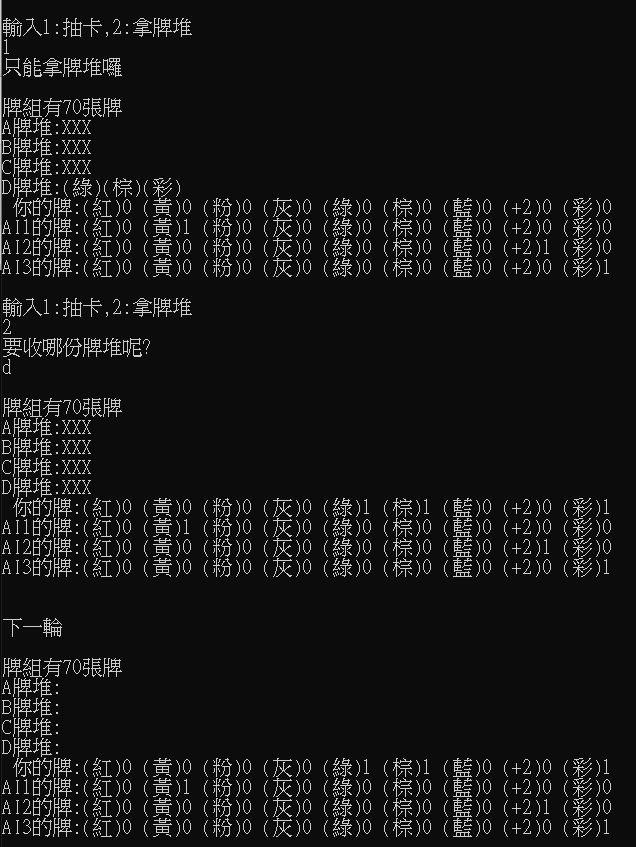 輸入1:抽卡,2:拿牌堆
1
只能拿牌堆囉
牌組有70張牌
A牌堆:XXX
B牌堆:XXX
C牌堆:XXX
D牌堆:(綠)(棕)(彩)
你的牌:(紅)0 (黃)0 (粉)0 (灰)0 (綠)0 (棕)0 (藍)0 (+2)0 (彩)0
AI1的牌:(紅)0 (黃)1 (粉)0 (灰)0 (綠)0 (棕)0 (藍)0 (+2)0 (彩)0
AI2的牌:(紅)0 (黃)0 (粉)0 (灰)0 (綠)0 (棕)0 (藍)0 (+2)1 (彩)0
AI3的牌:(紅)0 (黃)0 (粉)0 (灰)0 (綠)0 (棕)0 (藍)0 (+2)0 (彩)1
輸入1:抽卡,2:拿牌堆
2
要收哪份牌堆呢?
d
牌組有70張牌
A牌堆:XXX
B牌堆:XXX
C牌堆:XXX
D牌堆:XXX
你的牌:(紅)0 (黃)0 (粉)0 (灰)0 (綠)1 (棕)1 (藍)0 (+2)0 (彩)1
AI1的牌:(紅)0 (黃)1 (粉)0 (灰)0 (綠)0 (棕)0 (藍)0 (+2)0 (彩)0
AI2的牌:(紅)0 (黃)0 (粉)0 (灰)0 (綠)0 (棕)0 (藍)0 (+2)1 (彩)0
AI3的牌:(紅)0 (黃)0 (粉)0 (灰)0 (綠)0 (棕)0 (藍)0 (+2)0 (彩)1
下一輪
牌組有70張牌
A牌堆:
B牌堆:
C牌堆:
D牌堆:
你的牌:(紅)0 (黃)0 (粉)0 (灰)0 (綠)1 (棕)1 (藍)0 (+2)0 (彩)1
AI1的牌:(紅)0 (黃)1 (粉)0 (灰)0 (綠)0 (棕)0 (藍)0 (+2)0 (彩)0
AI2的牌:(紅)0 (黃)0 (粉)0 (灰)0 (綠)0 (棕)0 (藍)0 (+2)1 (彩)0
AI3的牌:(紅)0 (黃)0 (粉)0 (灰)0 (綠)0 (棕)0 (藍)0 (+2)0 (彩)1